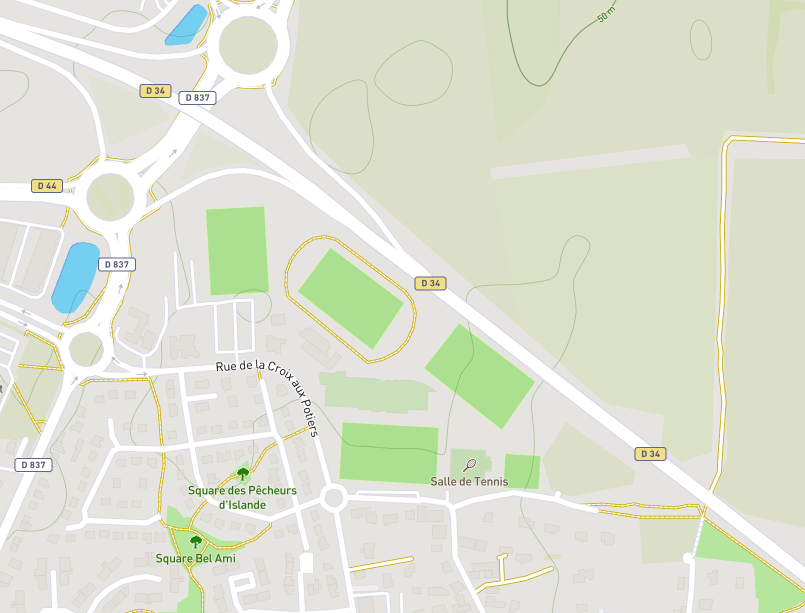 50 m
D 34
D 837
D 44
D 837
D 34
Rue de la Croix aux Potiers
D 34
D 837
Salle de Tennis
Square des Pêcheurs
d'Islande
Square Bel Ami